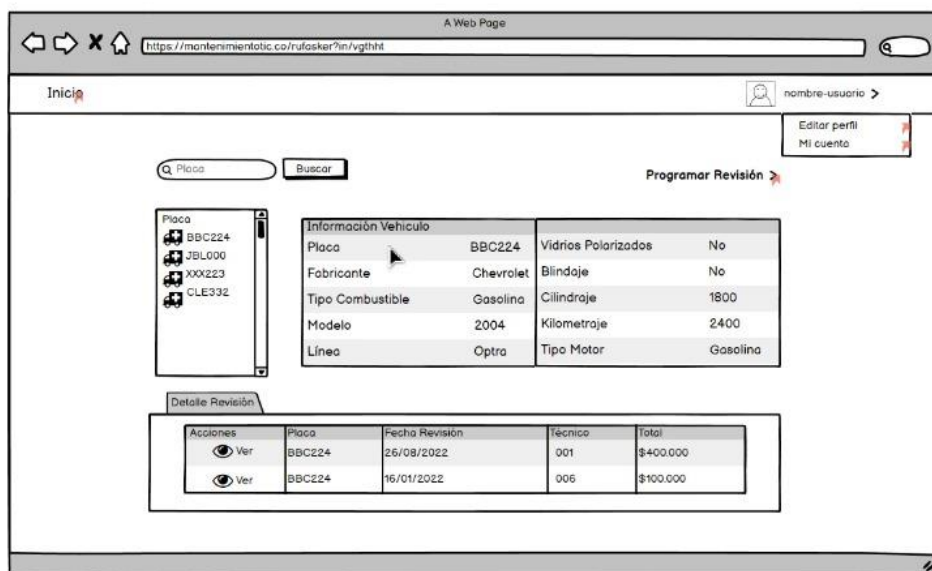 A Web Page
https://mantenimientotic.co/rufasker?in/vgthht
Inicio
nombre-usuario
Editar perfil
Mi cuenta
Placa
Buscar
Programar Revisión
Placa
BBC224
JBL000
XXX223
CLE332
Información Vehiculo
Placa BBC224 Vidrios Polarizados No
Fabricante Chevrolet Blindaje No
Tipo Combustible Gasolina Cilindraje 1800
Modelo 2004 Kilometraje 2400
Línea Optra Tipo Motor Gasolina
Detalle Revisión
Acciones Placa Fecha Revisión Técnico Total
Ver BBC224 26/08/2022 001 $400.000
Ver BBC224 16/01/2022 006 $100.000